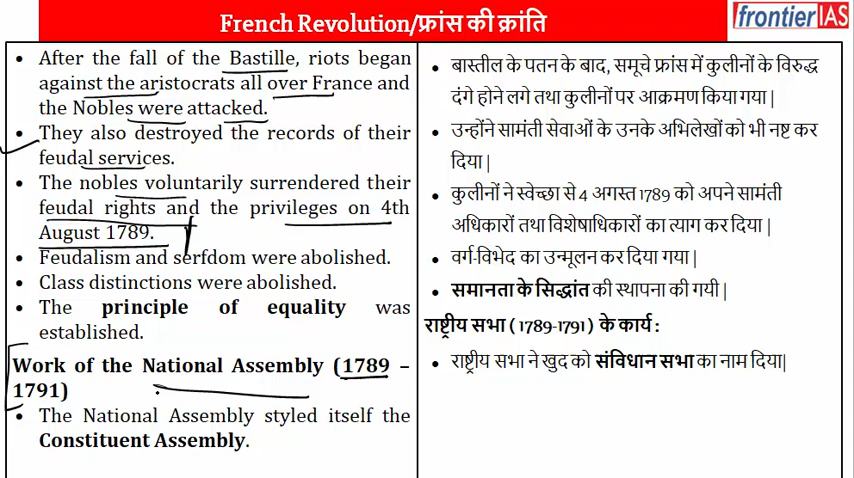 French Revolution/फ्रांस की क्रांति
frontierIAS
• After the fall of the Bastille, riots began
against the aristocrats all over France and
the Nobles were attacked.
• They also destroyed the records of their
feudal services.
• The nobles voluntarily surrendered their
feudal rights and the privileges on 4th
August 1789.
• Feudalism and serfdom were abolished.
• Class distinctions were abolished.
• The principle of equality was
established.
Work of the National Assembly (1789 –
1791)
• The National Assembly styled itself the
Constituent Assembly.
• बास्तील के पतन के बाद, समूचे फ्रांस में कुलीनों के विरुद्ध
दंगे होने लगे तथा कुलीनों पर आक्रमण किया गया |
• उन्होंने सामंती सेवाओं के उनके अभिलेखों को भी नष्ट कर
दिया |
• कुलीनों ने स्वेच्छा से 4 अगस्त 1789 को अपने सामंती
अधिकारों तथा विशेषाधिकारों का त्याग कर दिया |
• वर्ग-विभेद का उन्मूलन कर दिया गया |
• समानता के सिद्धांत की स्थापना की गयी |
राष्ट्रीय सभा ( 1789-1791 ) के कार्य :
• राष्ट्रीय सभा ने खुद को संविधान सभा का नाम दिया|